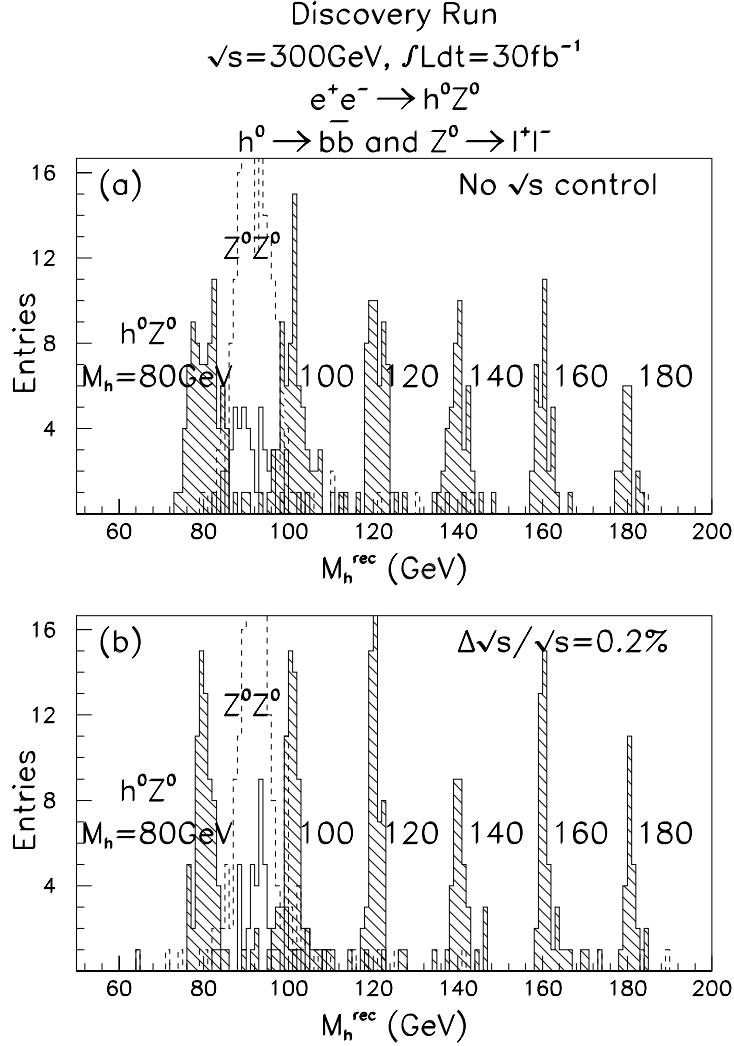 Discovery Run
√s=300GeV, ∫Ldt=30fb⁻¹
e⁺e⁻ → h⁰Z⁰
h⁰ → bb̅ and Z⁰ → l⁺l⁻
(a) No √s control
16
12
8
4
Entries
Z⁰Z⁰
h⁰Z⁰
Mₕ=80GeV 100 120 140 160 180
60 80 100 120 140 160 180 200
Mₕʳᵉᶜ (GeV)
(b) Δ√s/√s=0.2%
16
12
8
4
Entries
Z⁰Z⁰
h⁰Z⁰
Mₕ=80GeV 100 120 140 160 180
60 80 100 120 140 160 180 200
Mₕʳᵉᶜ (GeV)